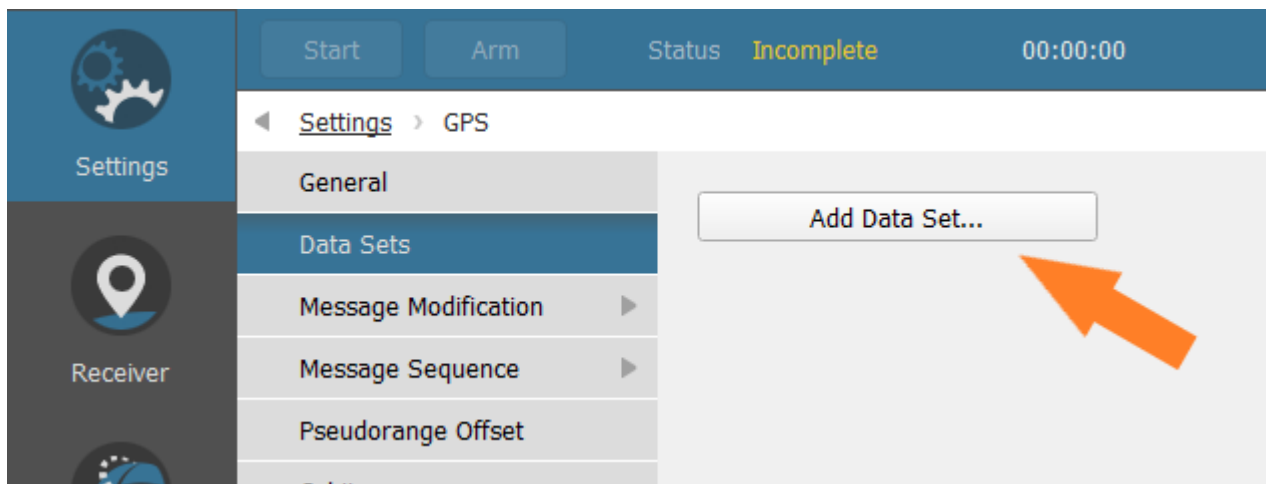 Start Arm Status Incomplete 00:00:00
Settings
Settings › GPS
General
Data Sets
Message Modification
Message Sequence
Pseudorange Offset
Add Data Set...
Receiver